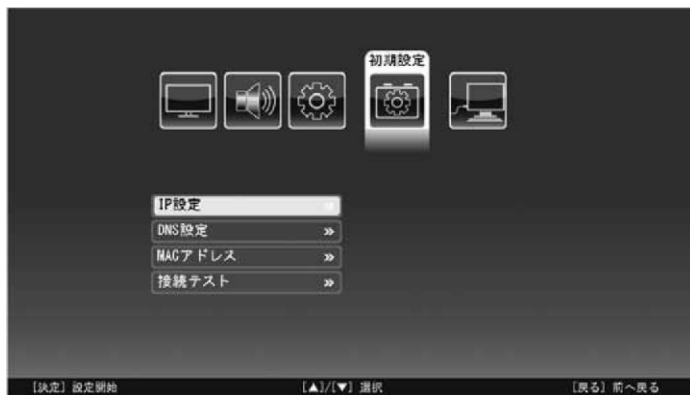 初期設定
IP設定
DNS設定 »
MACアドレス »
接続テスト »
[決定] 設定開始 [▲]/[▼] 選択 [戻る] 前へ戻る